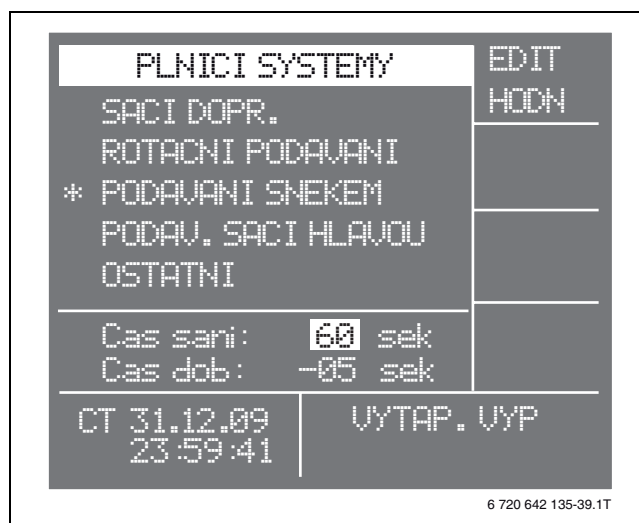 PLNICI SYSTEMY
EDIT
HODN
SACI DOPR.
ROTACNI PODAVANI
* PODAVANI SNEKEM
PODAV. SACI HLAVOU
OSTATNI
Cas sani: 60 sek
Cas dob: -05 sek
CT 31.12.09
23:59:41
VYTAP. VYP
6 720 642 135-39.1T